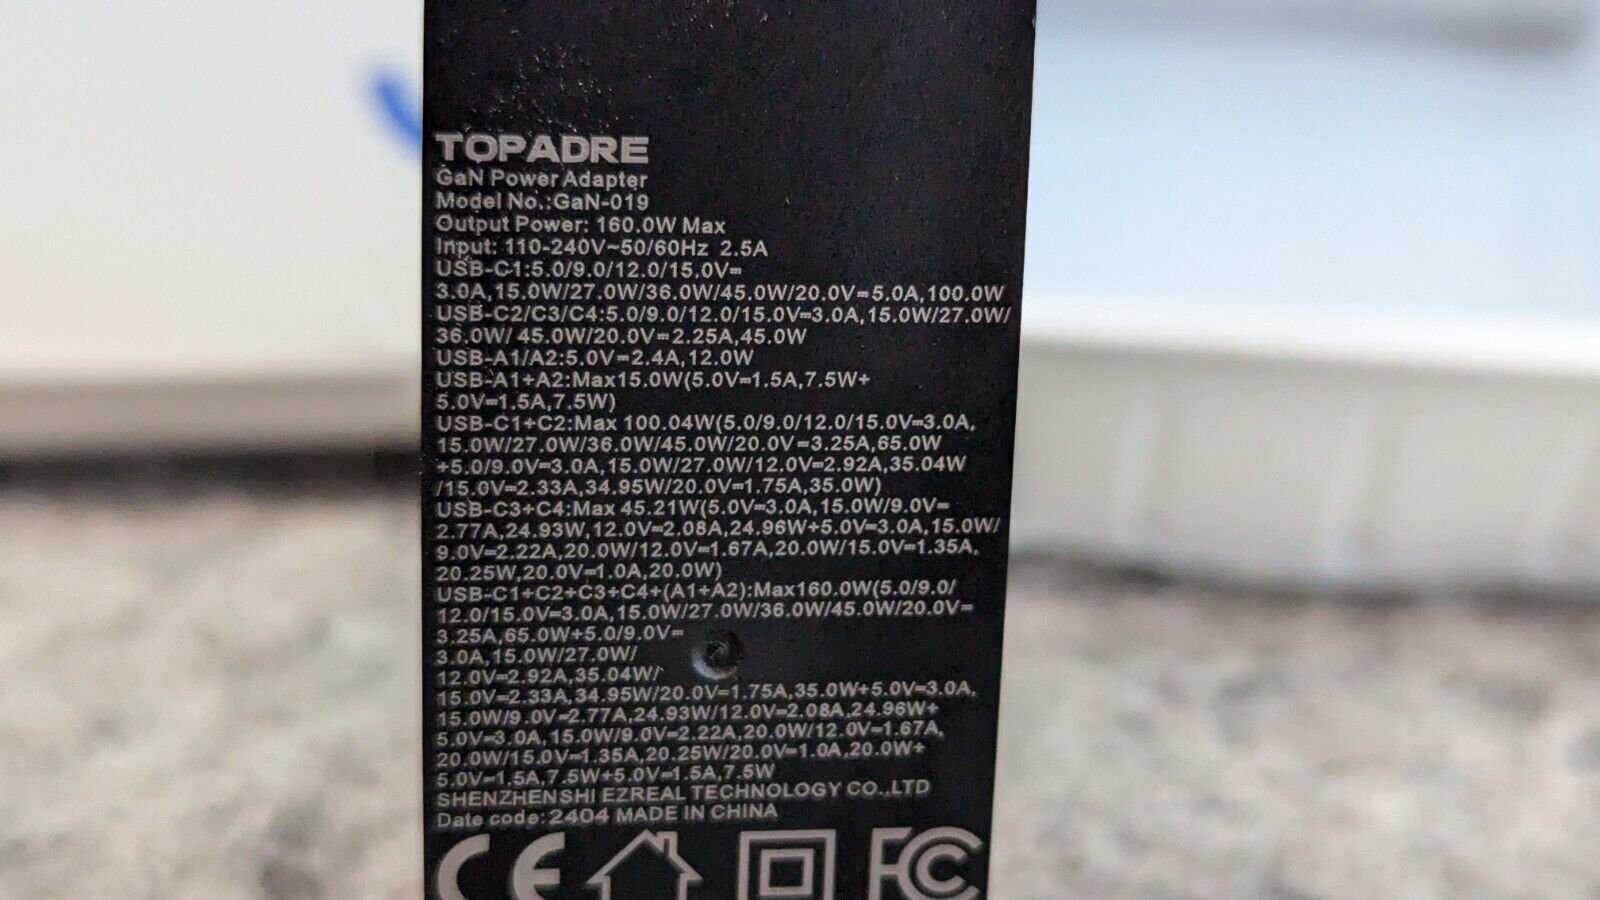 TOPADRE
GaN Power Adapter
Model No.:GaN-019
Output Power: 160.0W Max
Input: 110-240V~50/60Hz 2.5A
USB-C1:5.0/9.0/12.0/15.0V⎓
3.0A,15.0W/27.0W/36.0W/45.0W/20.0V⎓5.0A,100.0W
USB-C2/C3/C4:5.0/9.0/12.0/15.0V⎓3.0A,15.0W/27.0W/
36.0W/ 45.0W/20.0V⎓2.25A,45.0W
USB-A1/A2:5.0V⎓2.4A,12.0W
USB-A1+A2:Max15.0W(5.0V⎓1.5A,7.5W+
5.0V⎓1.5A,7.5W)
USB-C1+C2:Max 100.04W(5.0/9.0/12.0/15.0V⎓3.0A,
15.0W/27.0W/36.0W/45.0W/20.0V⎓3.25A,65.0W
+5.0/9.0V⎓3.0A,15.0W/27.0W/12.0V⎓2.92A,35.04W
/15.0V⎓2.33A,34.95W/20.0V⎓1.75A,35.0W)
USB-C3+C4:Max 45.21W(5.0V⎓3.0A,15.0W/9.0V⎓
2.77A,24.93W,12.0V⎓2.08A,24.96W+5.0V⎓3.0A,15.0W/
9.0V⎓2.22A,20.0W/12.0V⎓1.67A,20.0W/15.0V⎓1.35A,
20.25W,20.0V⎓1.0A,20.0W)
USB-C1+C2+C3+C4+(A1+A2):Max160.0W(5.0/9.0/
12.0/15.0V⎓3.0A,15.0W/27.0W/36.0W/45.0W/20.0V⎓
3.25A,65.0W+5.0/9.0V⎓
3.0A,15.0W/27.0W/
12.0V⎓2.92A,35.04W/
15.0V⎓2.33A,34.95W/20.0V⎓1.75A,35.0W+5.0V⎓3.0A,
15.0W/9.0V⎓2.77A,24.93W/12.0V⎓2.08A,24.96W+
5.0V⎓3.0A,15.0W/9.0V⎓2.22A,20.0W/12.0V⎓1.67A,
20.0W/15.0V⎓1.35A,20.25W/20.0V⎓1.0A,20.0W+
5.0V⎓1.5A,7.5W+5.0V⎓1.5A,7.5W
SHENZHENSHI EZREAL TECHNOLOGY CO.,LTD
Date code:2404 MADE IN CHINA
CE FC